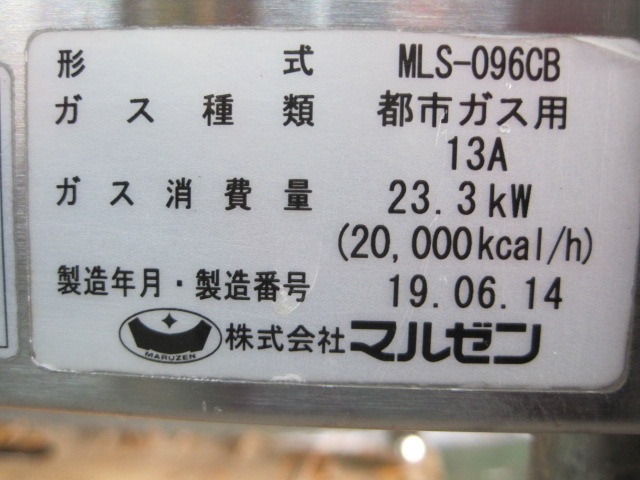 形式 MLS-096CB
ガス種類 都市ガス用
13A
ガス消費量 23.3kW
(20,000kcal/h)
製造年月・製造番号 19.06.14
MARUZEN 株式会社マルゼン